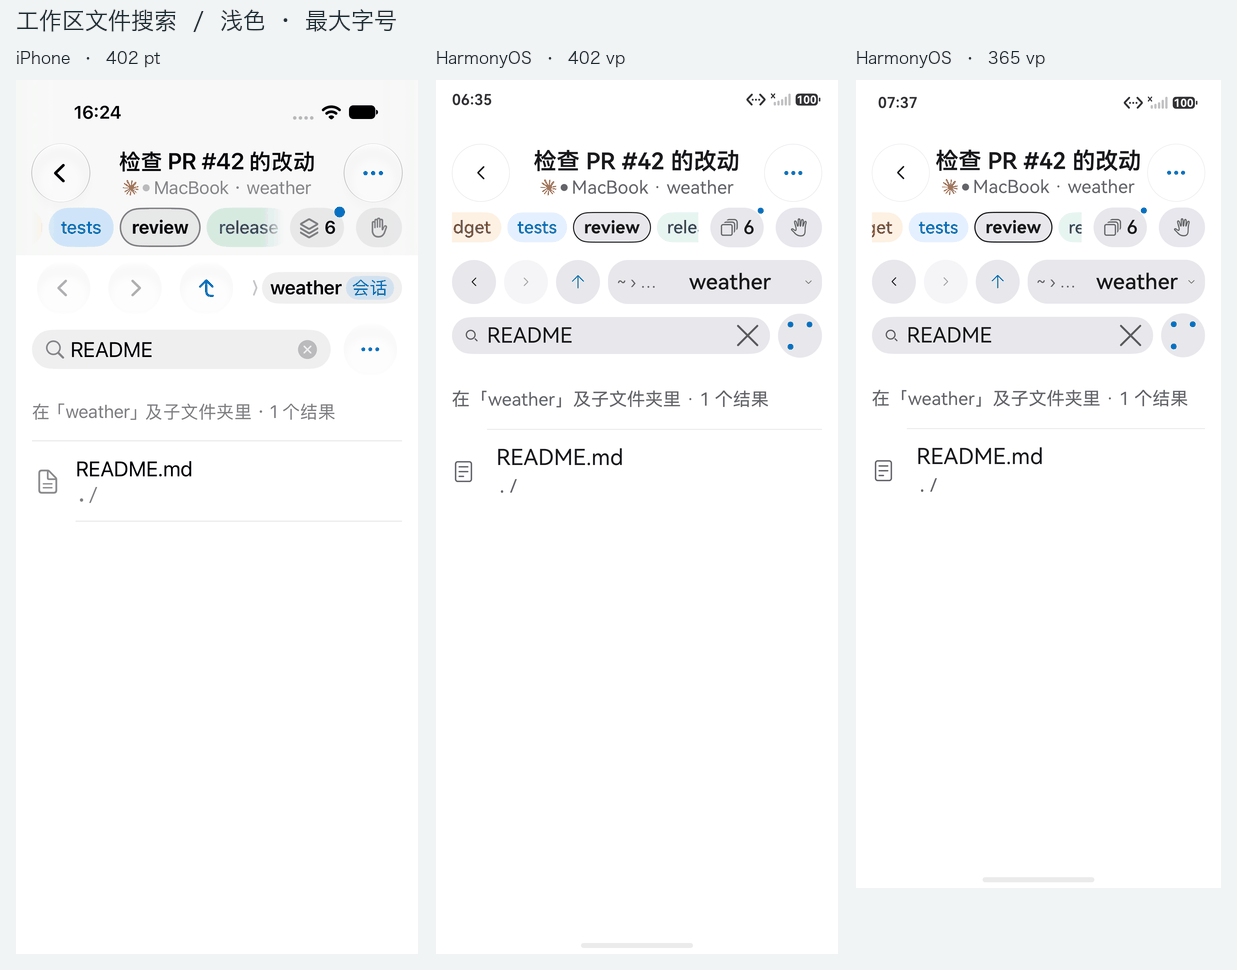 工作区文件搜索 / 浅色 · 最大字号
iPhone · 402 pt
16:24
检查 PR #42 的改动
MacBook · weather
tests review release 6
weather 会话
README
在「weather」及子文件夹里 · 1 个结果
README.md
./
HarmonyOS · 402 vp
06:35 100
检查 PR #42 的改动
MacBook · weather
dget tests review rele 6
~ › ... weather
README
在「weather」及子文件夹里 · 1 个结果
README.md
./
HarmonyOS · 365 vp
07:37 100
检查 PR #42 的改动
MacBook · weather
get tests review re 6
~ › ... weather
README
在「weather」及子文件夹里 · 1 个结果
README.md
./